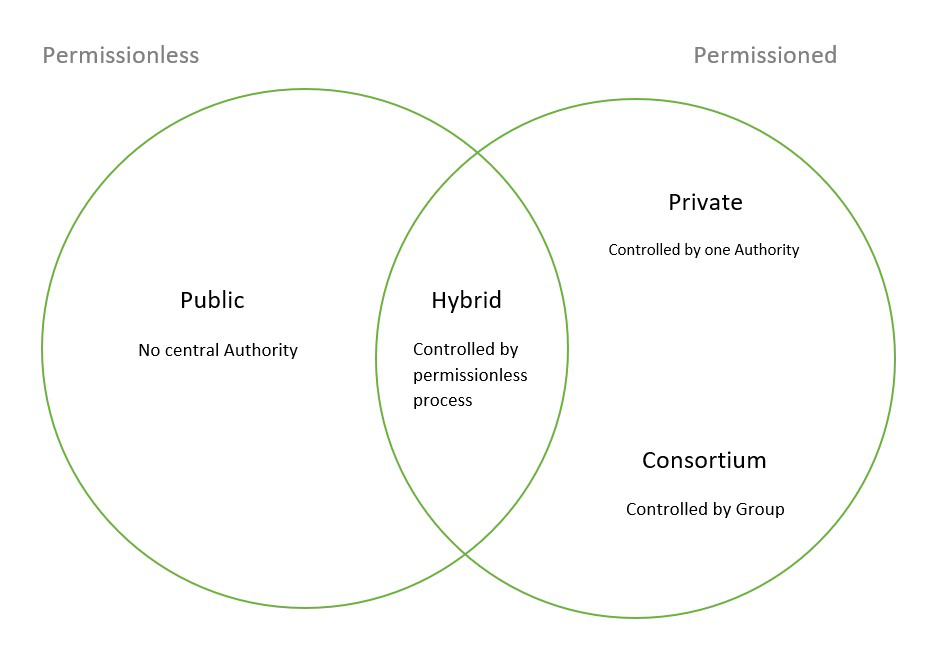 Permissionless
Permissioned
Public
No central Authority
Hybrid
Controlled by
permissionless
process
Private
Controlled by one Authority
Consortium
Controlled by Group